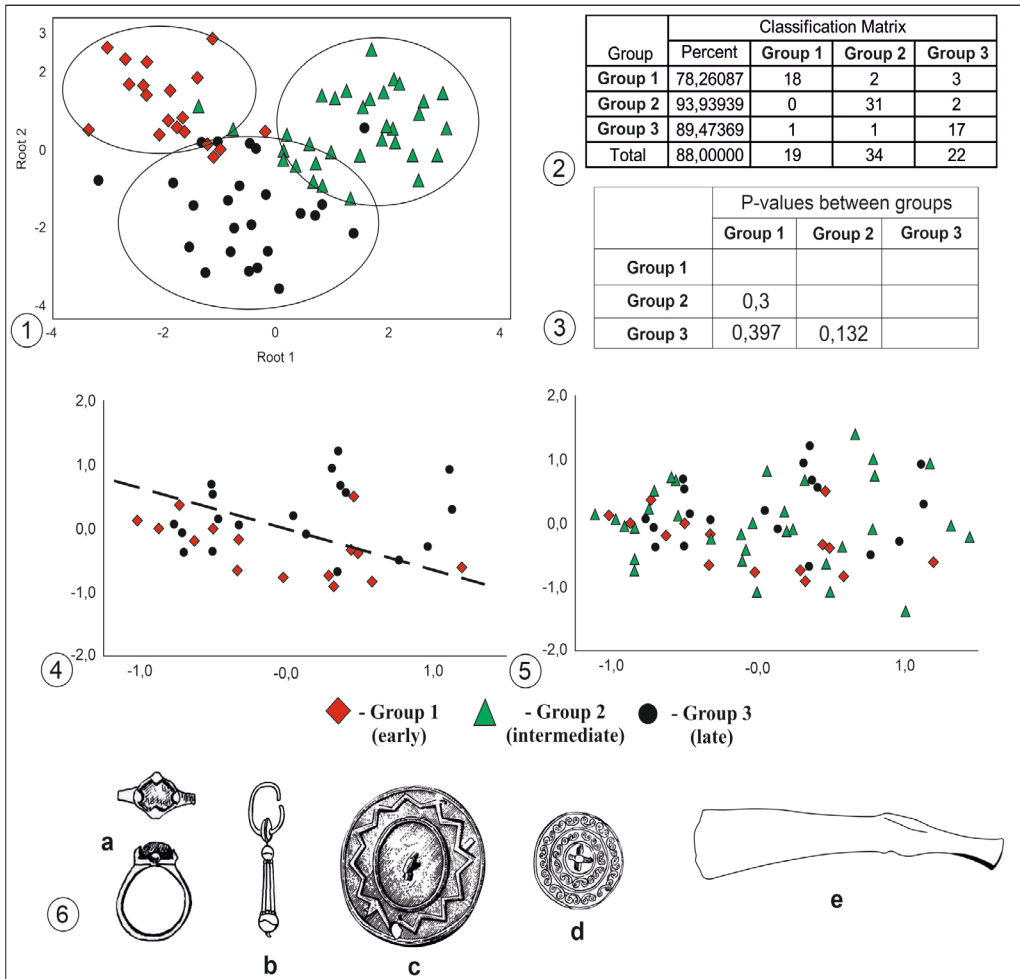 3
2
0
-2
-4
Root 2
-4
-2
0
2
4
Root 1
1
Classification Matrix
Group Percent Group 1 Group 2 Group 3
Group 1 78,26087 18 2 3
Group 2 93,93939 0 31 2
Group 3 89,47369 1 1 17
Total 88,00000 19 34 22
2
P-values between groups
Group 1 Group 2 Group 3
Group 1
Group 2 0,3
Group 3 0,397 0,132
3
2,0
1,0
0,0
-1,0
-2,0
-1,0 -0,0 1,0
4
2,0
1,0
0,0
-1,0
-2,0
-1,0 -0,0 1,0
5
- Group 1
(early)
- Group 2
(intermediate)
- Group 3
(late)
6
a
b
c
d
e